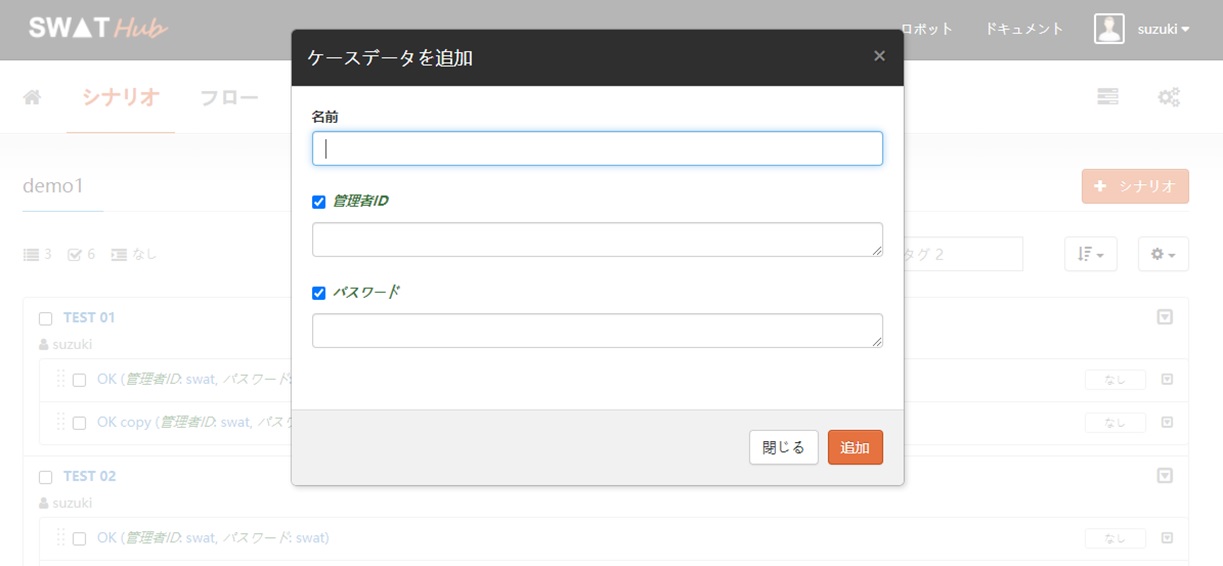 SWAT Hub
ロボット ドキュメント suzuki
ケースデータを追加 ×
シナリオ フロー
名前
demo1
+ シナリオ
管理者ID
3 6 なし
タグ 2
パスワード
TEST 01
suzuki
OK (管理者ID: swat, パスワード:
なし
OK copy (管理者ID: swat,
なし
閉じる 追加
TEST 02
suzuki
OK (管理者ID: swat, パスワード: swat)
なし